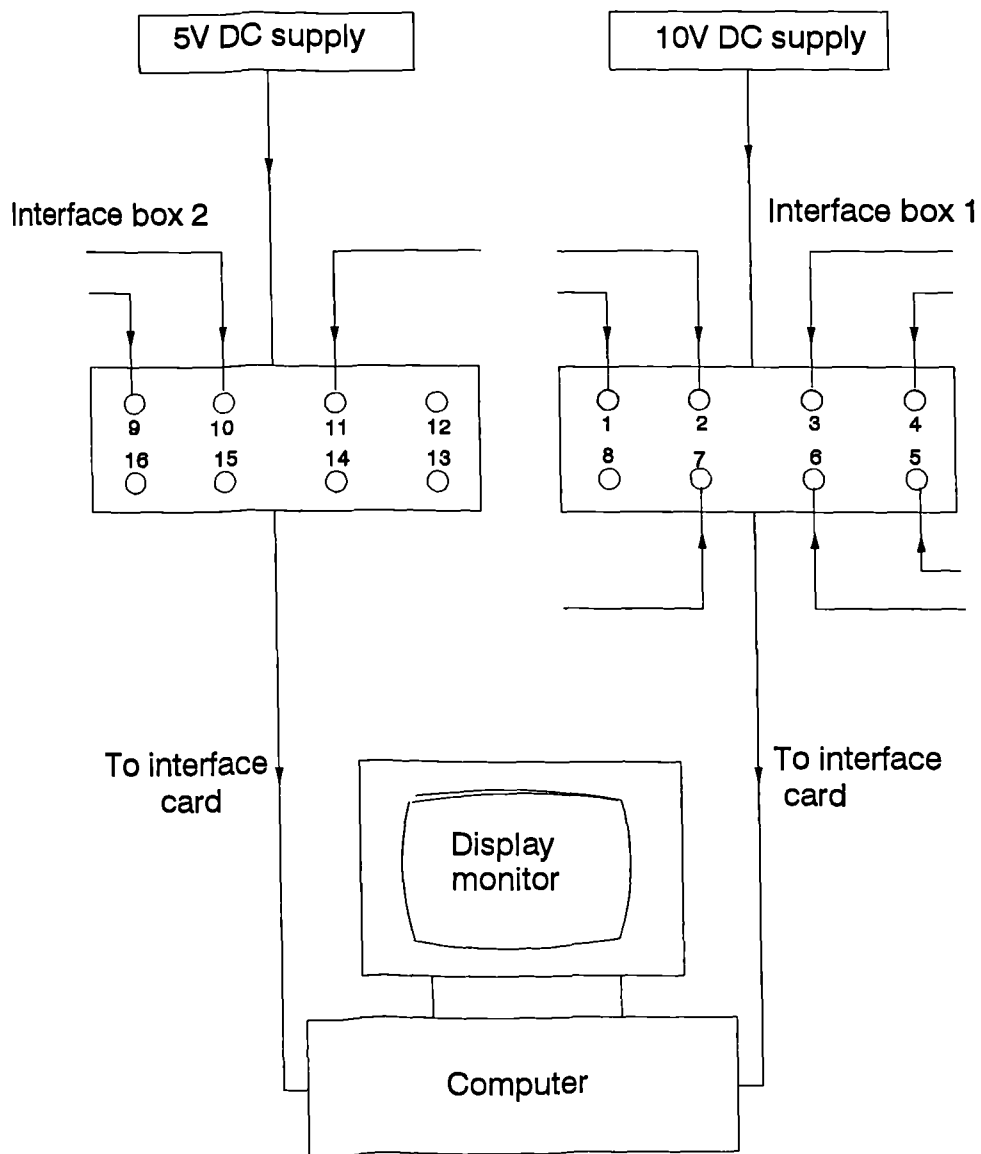 5V DC supply
10V DC supply
Interface box 2
Interface box 1
9 10 11 12
16 15 14 13
1 2 3 4
8 7 6 5
To interface
card
To interface
card
Display
monitor
Computer